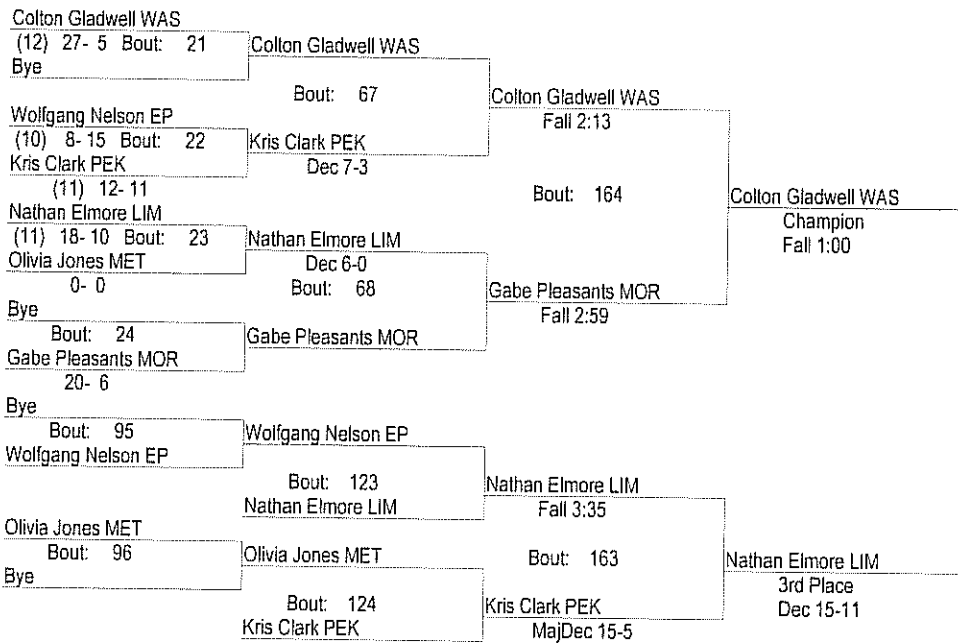 Colton Gladwell WAS
(12) 27- 5 Bout: 21
Bye
Colton Gladwell WAS
Bout: 67
Wolfgang Nelson EP
(10) 8- 15 Bout: 22
Kris Clark PEK
(11) 12- 11
Kris Clark PEK
Dec 7-3
Colton Gladwell WAS
Fall 2:13
Bout: 164
Nathan Elmore LIM
(11) 18- 10 Bout: 23
Olivia Jones MET
0- 0
Nathan Elmore LIM
Dec 6-0
Bout: 68
Bye
Bout: 24
Gabe Pleasants MOR
20- 6
Gabe Pleasants MOR
Gabe Pleasants MOR
Fall 2:59
Colton Gladwell WAS
Champion
Fall 1:00
Bye
Bout: 95
Wolfgang Nelson EP
Wolfgang Nelson EP
Bout: 123
Nathan Elmore LIM
Nathan Elmore LIM
Fall 3:35
Bout: 163
Olivia Jones MET
Bout: 96
Bye
Olivia Jones MET
Bout: 124
Kris Clark PEK
Kris Clark PEK
MajDec 15-5
Nathan Elmore LIM
3rd Place
Dec 15-11